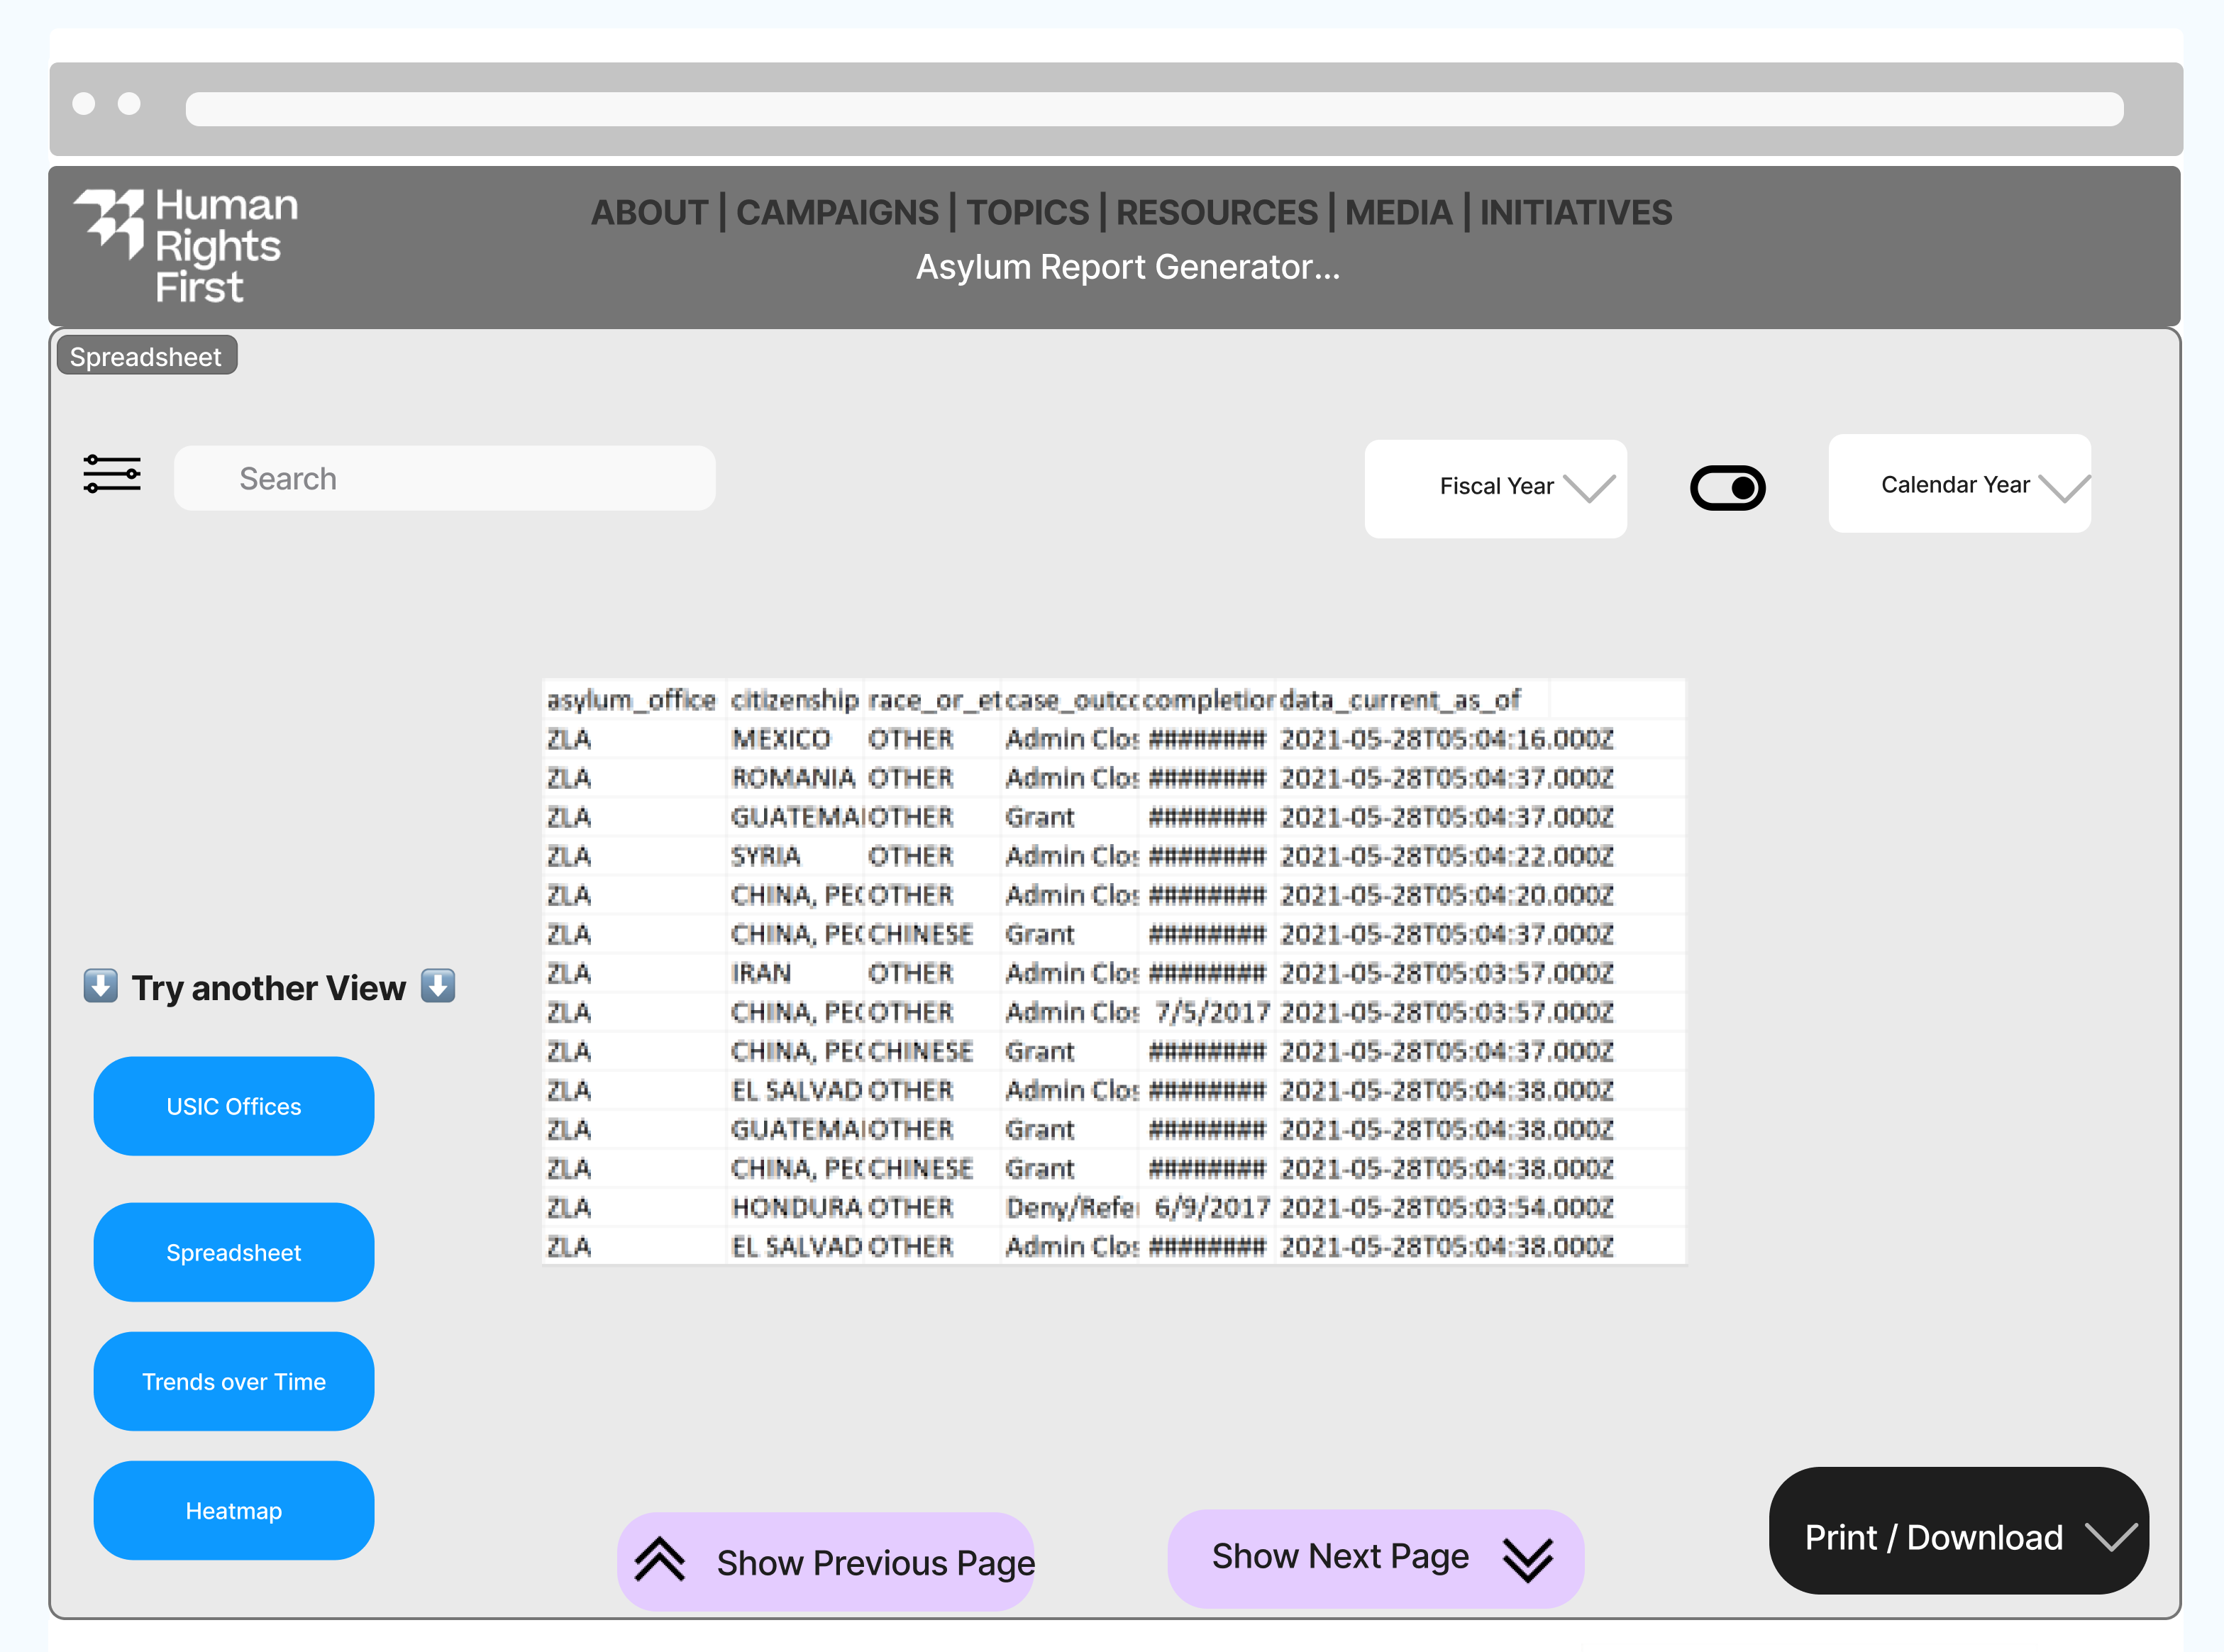 Human
Rights
First
ABOUT | CAMPAIGNS | TOPICS | RESOURCES | MEDIA | INITIATIVES
Asylum Report Generator...
Spreadsheet
Search
Fiscal Year
Calendar Year
asylum_office citizenship race_or_et case_outcc completior data_current_as_of
ZLA MEXICO OTHER Admin Clos ######## 2021-05-28T05:04:16.000Z
ZLA ROMANIA OTHER Admin Clos ######## 2021-05-28T05:04:37.000Z
ZLA GUATEMAI OTHER Grant ######## 2021-05-28T05:04:37.000Z
ZLA SYRIA OTHER Admin Clos ######## 2021-05-28T05:04:22.000Z
ZLA CHINA, PEC OTHER Admin Clos ######## 2021-05-28T05:04:20.000Z
ZLA CHINA, PEC CHINESE Grant ######## 2021-05-28T05:04:37.000Z
ZLA IRAN OTHER Admin Clos ######## 2021-05-28T05:03:57.000Z
ZLA CHINA, PEC OTHER Admin Clos 7/5/2017 2021-05-28T05:03:57.000Z
ZLA CHINA, PEC CHINESE Grant ######## 2021-05-28T05:04:37.000Z
ZLA EL SALVAD OTHER Admin Clos ######## 2021-05-28T05:04:38.000Z
ZLA GUATEMAI OTHER Grant ######## 2021-05-28T05:04:38.000Z
ZLA CHINA, PEC CHINESE Grant ######## 2021-05-28T05:04:38.000Z
ZLA HONDURA OTHER Deny/Refer 6/9/2017 2021-05-28T05:03:54.000Z
ZLA EL SALVAD OTHER Admin Clos ######## 2021-05-28T05:04:38.000Z
⬇️ Try another View ⬇️
USIC Offices
Spreadsheet
Trends over Time
Heatmap
Show Previous Page
Show Next Page
Print / Download